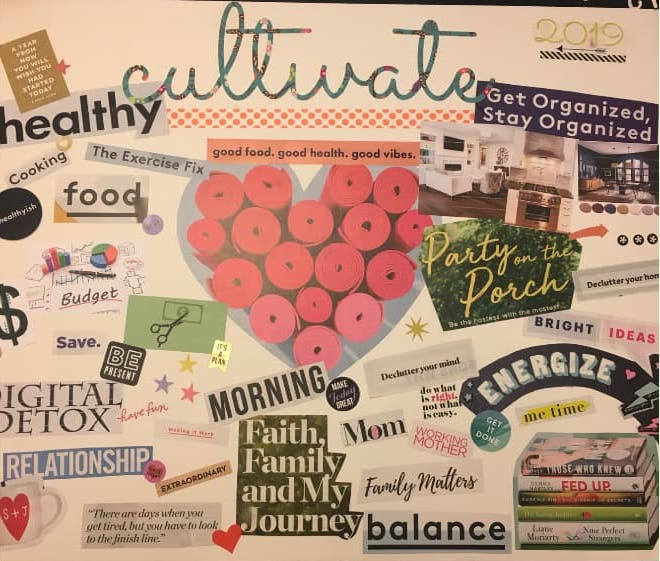 cultivate
2019
A YEAR
FROM
NOW
YOU WILL
WISH YOU
HAD
STARTED
TODAY
healthy
Get Organized,
Stay Organized
Cooking
The Exercise Fix
good food. good health. good vibes.
healthyish
food
Party on the
Porch
Be the hostess with the mostest
Declutter your hom
Budget
$
Save.
IT'S
A
PLAN
BE
PRESENT
BRIGHT IDEAS
ENERGIZE
MORNING
MAKE
Today
GREAT
Declutter your mind
do what
is right,
not what
is easy.
DIGITAL
DETOX
have fun
Making it Work
Mom
WORKING
MOTHER
GET
IT
DONE
me time
Faith,
Family
and My
Journey
RELATIONSHIP
EXTRAORDINARY
Family Matters
THOSE WHO KNEW
FED UP
Liane
Moriarty
Nine Perfect
Strangers
S+J
"There are days when you
get tired, but you have to look
to the finish line."
balance